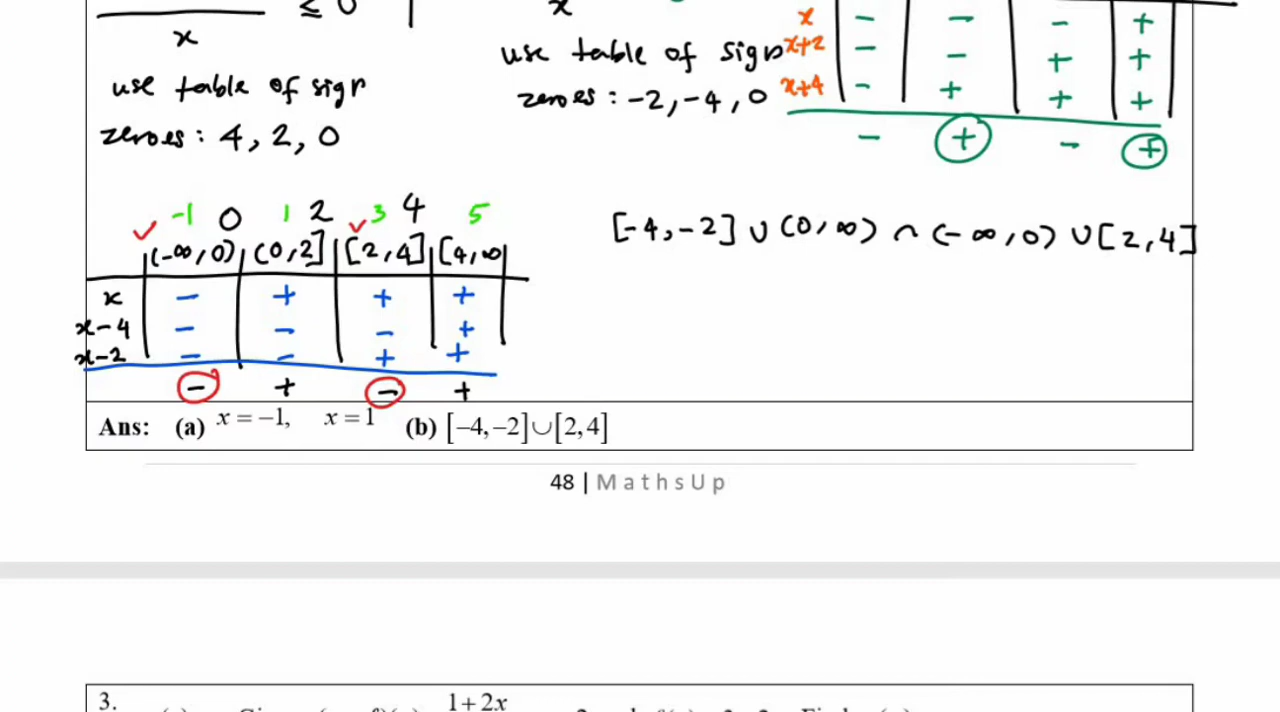 ≤ 0
x
use table of sign
zeroes : 4, 2, 0
x
use table of sign
zeroes : -2, -4, 0
x - - - +
x+2 - - + +
x+4 - + + +
- + - +
-1 0 1 2 3 4 5
(-∞, 0) (0, 2] [2, 4] [4, ∞
x - + + +
x-4 - - - +
x-2 - - + +
- + - +
[-4, -2] ∪ (0, ∞) ∩ (-∞, 0) ∪ [2, 4]
Ans: (a) x = −1, x = 1 (b) [−4, −2]∪[2, 4]
48 | MathsUp
3.
1+2x